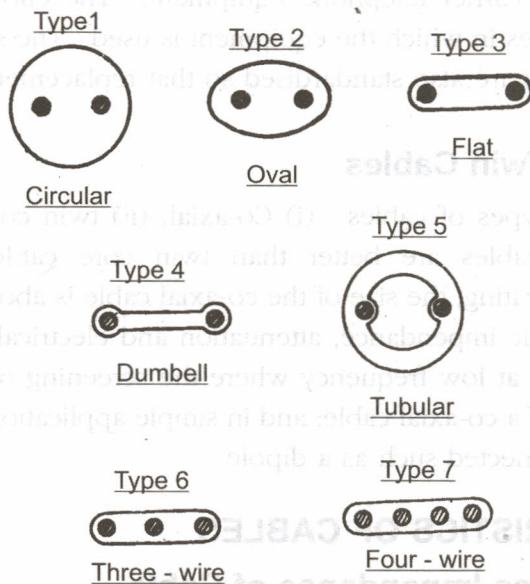 Type1
Type 2
Type 3
Circular
Oval
Flat
Type 4
Type 5
Dumbell
Tubular
Type 6
Type 7
Three - wire
Four - wire